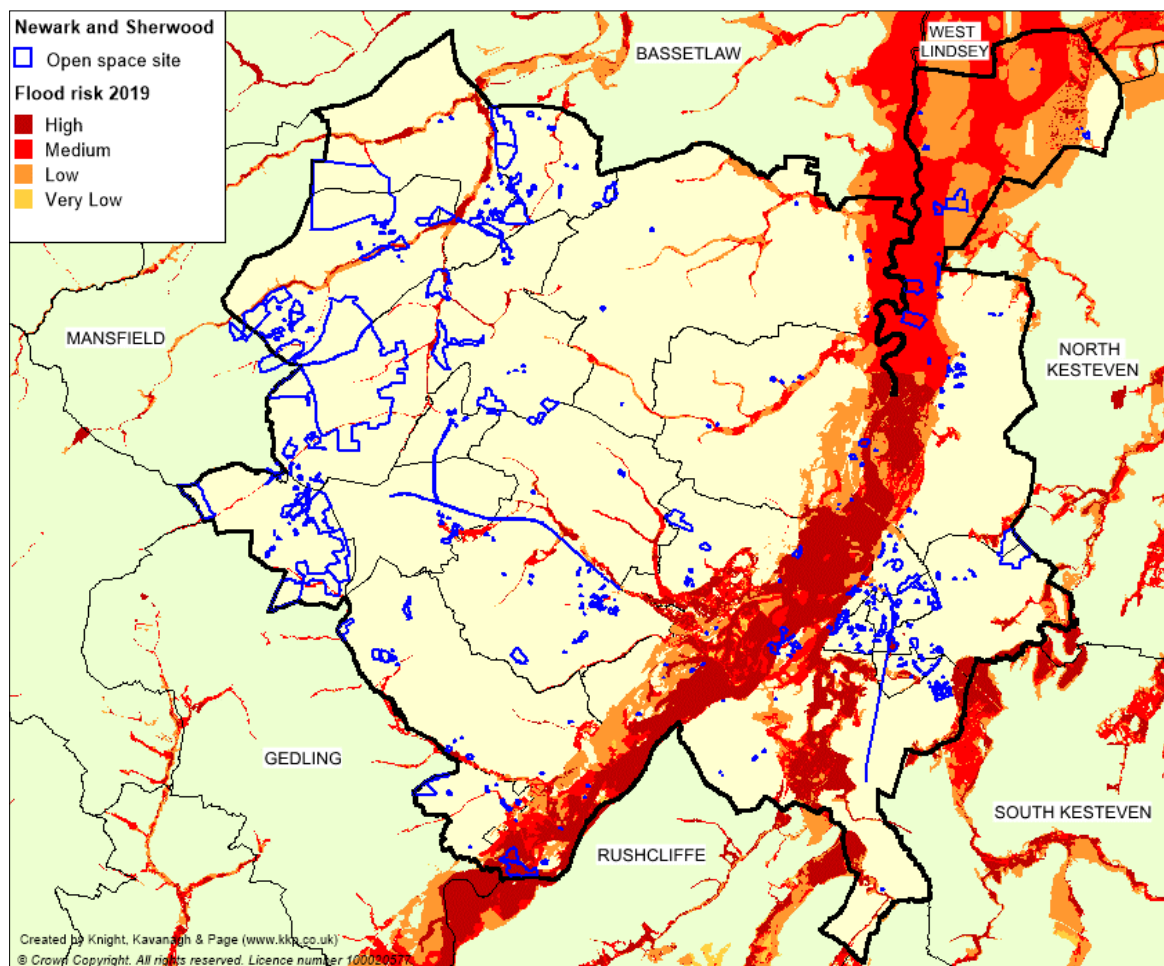 Newark and Sherwood
Open space site
Flood risk 2019
High
Medium
Low
Very Low
BASSETLAW
WEST
LINDSEY
MANSFIELD
NORTH
KESTEVEN
GEDLING
RUSHCLIFFE
SOUTH KESTEVEN
Created by Knight, Kavanagh & Page (www.kkp.co.uk)
© Crown Copyright. All rights reserved. Licence number 100020577